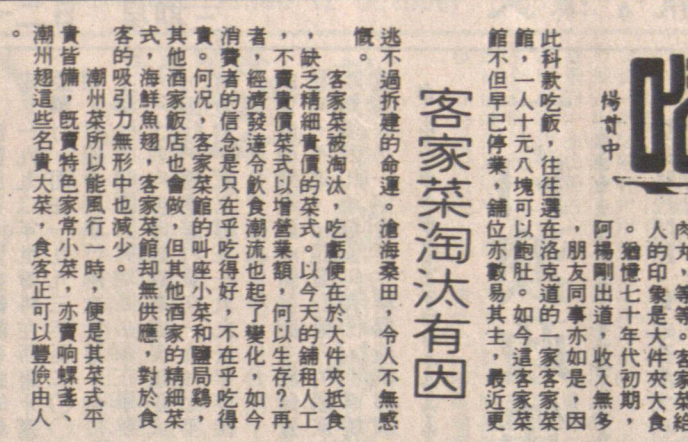 肉丸，等等。客家菜給
人的印象是大件夾大食
。猶憶七十年代初期，
阿楊剛出道，收入無多
，朋友同事亦如是，因
此科款吃飯，往往選在洛克道的一家客家菜
館，一人十元八塊可以飽肚。如今這客家菜
館不但早已停業，舖位亦數易其主，最近更
客家菜淘汰有因
逃不過拆建的命運。滄海桑田，令人不無感
慨。
客家菜被淘汰，吃虧便在於大件夾抵食
，缺乏精細貴價的菜式。以今天的舖租人工
，不賣貴價菜式以增營業額，何以生存？再
者，經濟發達令飲食潮流也起了變化，如今
消費者的信念是只在乎吃得好，不在乎吃得
貴。何況，客家菜館的叫座小菜和鹽局鷄，
其他酒家飯店也會做，但其他酒家的精細菜
式，海鮮魚翅，客家菜館却無供應，對於食
客的吸引力無形中也減少。
潮州菜所以能風行一時，便是其菜式平
貴皆備，既賣特色家常小菜，亦賣响螺盞、
潮州翅這些名貴大菜，食客正可以豐儉由人
。